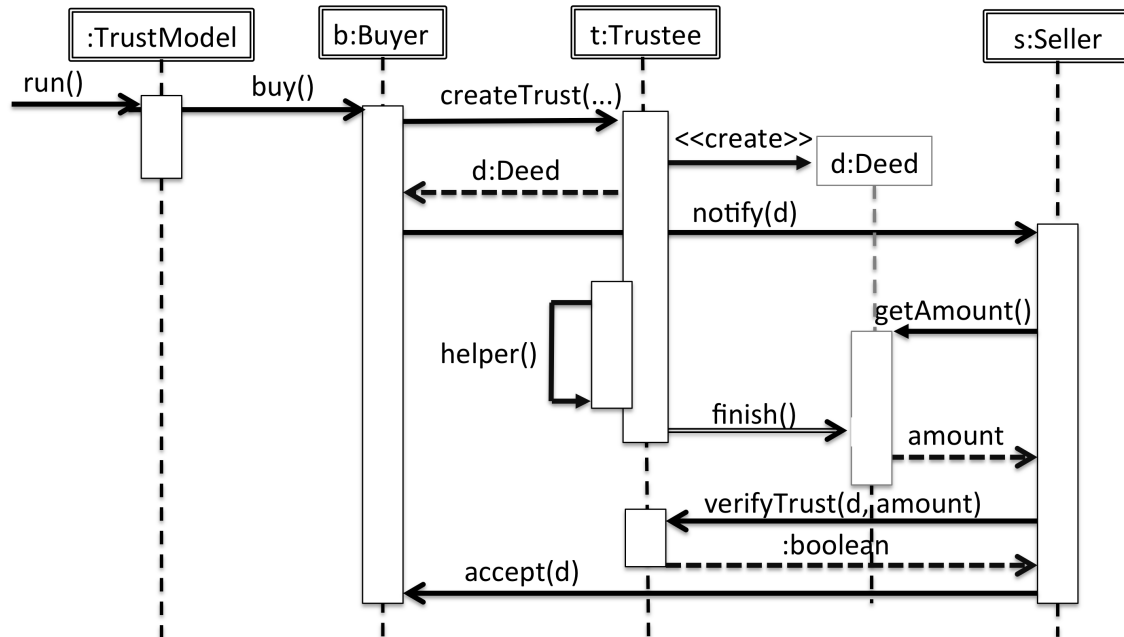 :TrustModel
b:Buyer
t:Trustee
s:Seller
run()
buy()
createTrust(...)
<<create>>
d:Deed
d:Deed
notify(d)
getAmount()
helper()
finish()
amount
verifyTrust(d, amount)
:boolean
accept(d)